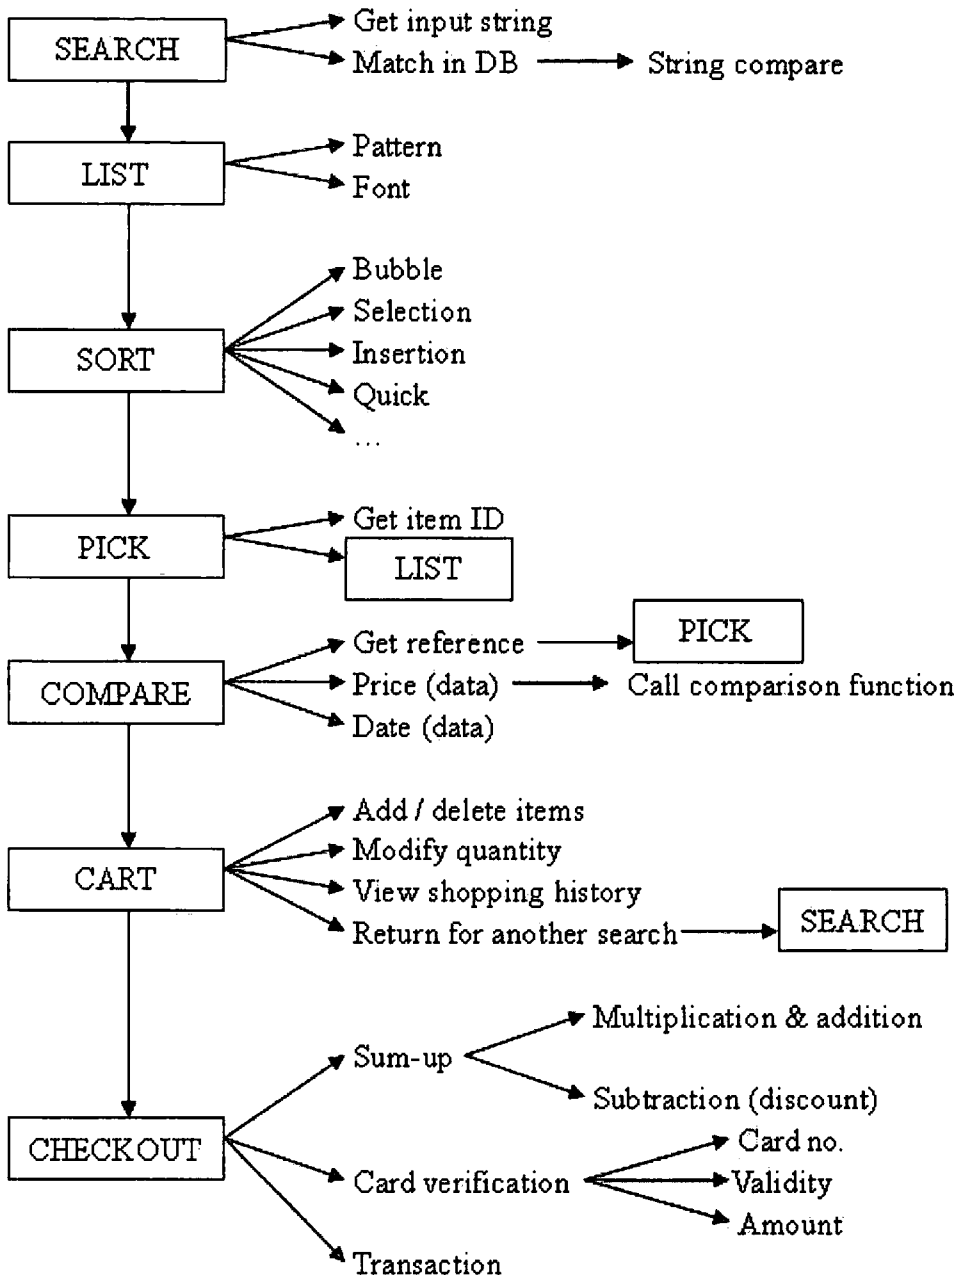 SEARCH
Get input string
Match in DB
String compare
LIST
Pattern
Font
SORT
Bubble
Selection
Insertion
Quick
...
PICK
Get item ID
LIST
COMPARE
Get reference
PICK
Price (data)
Call comparison function
Date (data)
CART
Add / delete items
Modify quantity
View shopping history
Return for another search
SEARCH
CHECKOUT
Sum-up
Multiplication & addition
Subtraction (discount)
Card verification
Card no.
Validity
Amount
Transaction